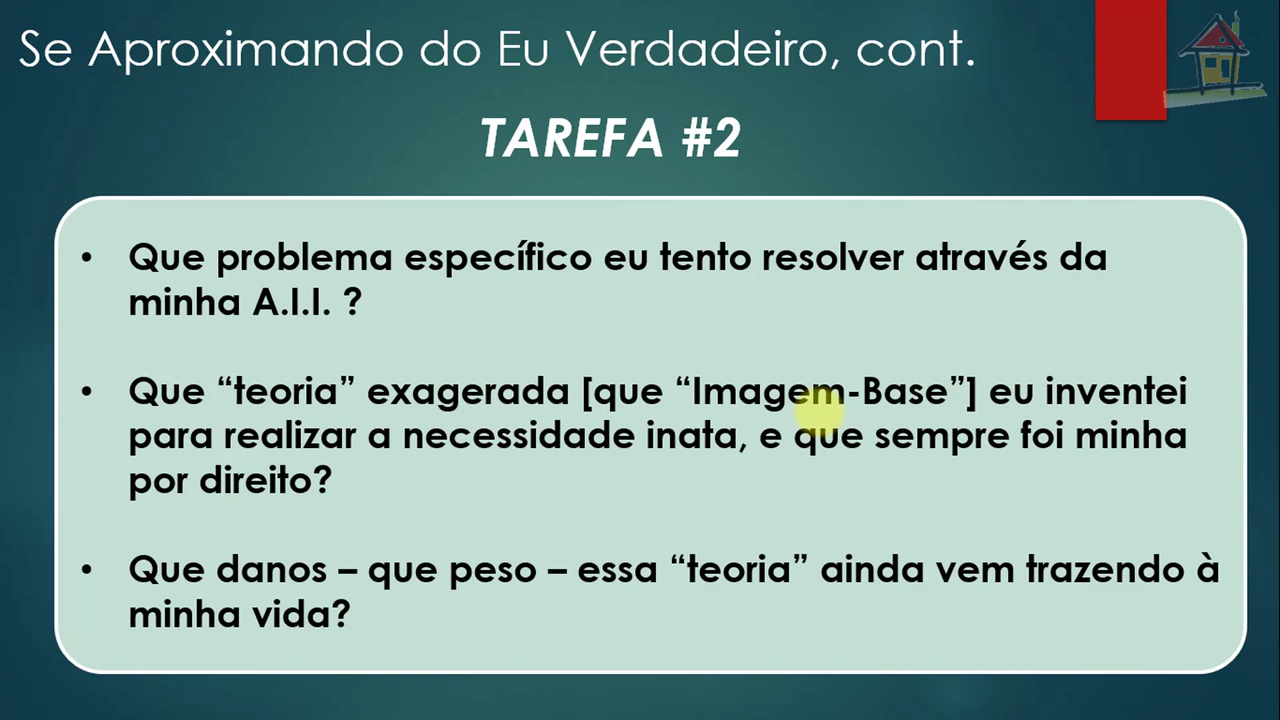 Se Aproximando do Eu Verdadeiro, cont.
TAREFA #2
• Que problema específico eu tento resolver através da
minha A.I.I. ?
• Que “teoria” exagerada [que “Imagem-Base”] eu inventei
para realizar a necessidade inata, e que sempre foi minha
por direito?
• Que danos – que peso – essa “teoria” ainda vem trazendo à
minha vida?